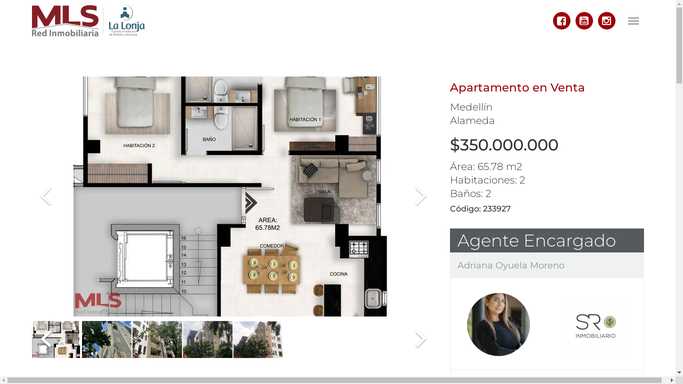 MLS
Red Inmobiliaria
La Lonja
Apartamento en Venta
Medellín
Alameda
$350.000.000
Área: 65.78 m2
Habitaciones: 2
Baños: 2
Código: 233927
Agente Encargado
Adriana Oyuela Moreno
SR
INMOBILIARIO
HABITACIÓN 2
BAÑO
HABITACIÓN 1
SALA
AREA:
65.78M2
COMEDOR
COCINA
MLS